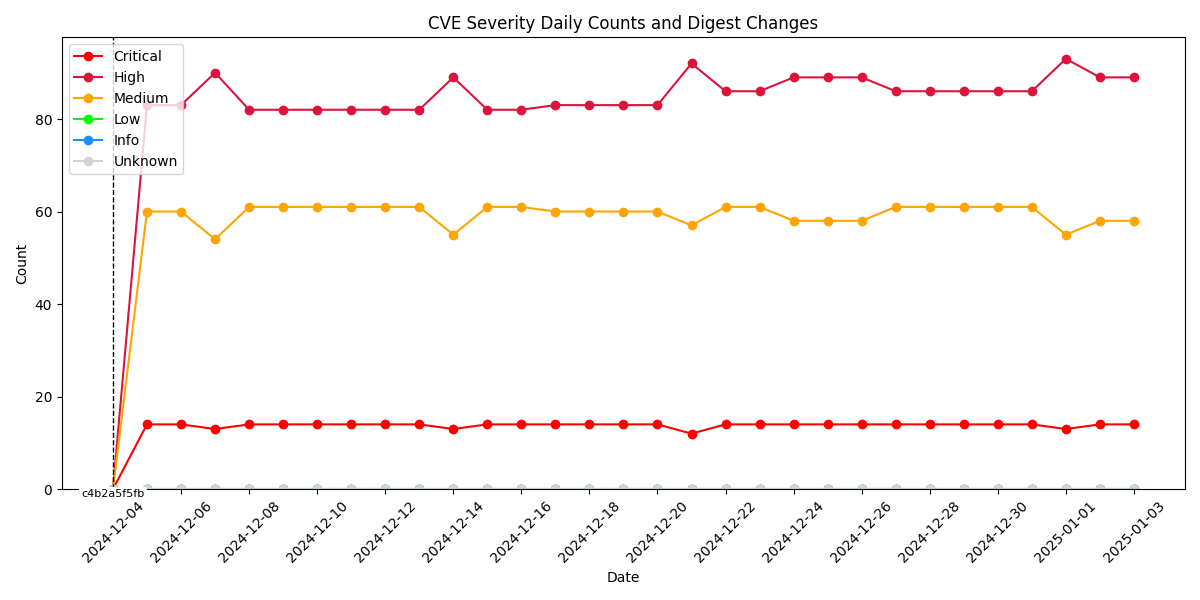 CVE Severity Daily Counts and Digest Changes
Critical
High
Medium
Low
Info
Unknown
80
60
40
20
0
Count
c4b2a5f5fb
2024-12-04
2024-12-06
2024-12-08
2024-12-10
2024-12-12
2024-12-14
2024-12-16
2024-12-18
2024-12-20
2024-12-22
2024-12-24
2024-12-26
2024-12-28
2024-12-30
2025-01-01
2025-01-03
Date